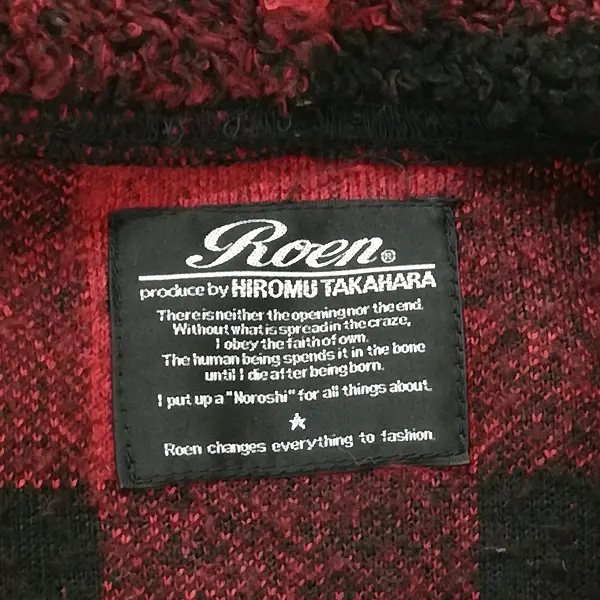 Roen®
produce by HIROMU TAKAHARA
There is neither the opening nor the end.
Without what is spread in the craze,
I obey the faith of own.
The human being spends it in the bone
until I die after being born.
I put up a "Noroshi" for all things about.
Roen changes everything to fashion.